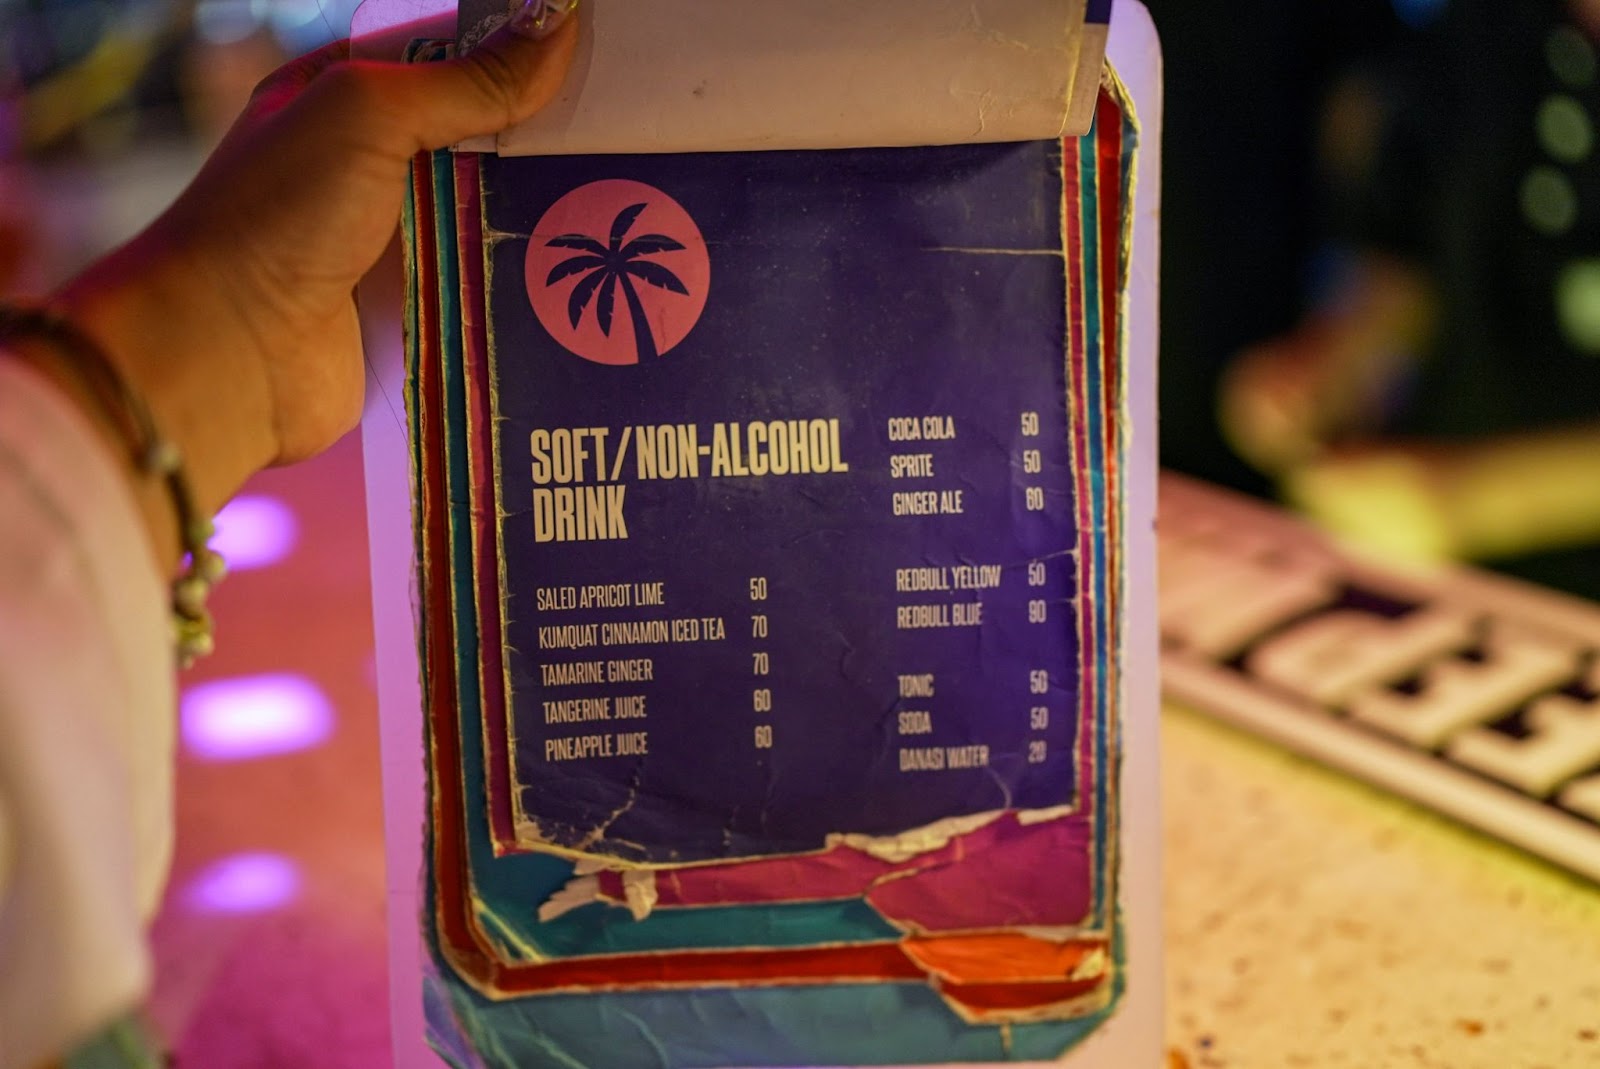 SOFT/NON-ALCOHOL
DRINK
SALED APRICOT LIME 50
KUMQUAT CINNAMON ICED TEA 70
TAMARINE GINGER 70
TANGERINE JUICE 60
PINEAPPLE JUICE 60
COCA COLA 50
SPRITE 50
GINGER ALE 60
REDBULL YELLOW 50
REDBULL BLUE 90
TONIC 50
SODA 50
DANASI WATER 20